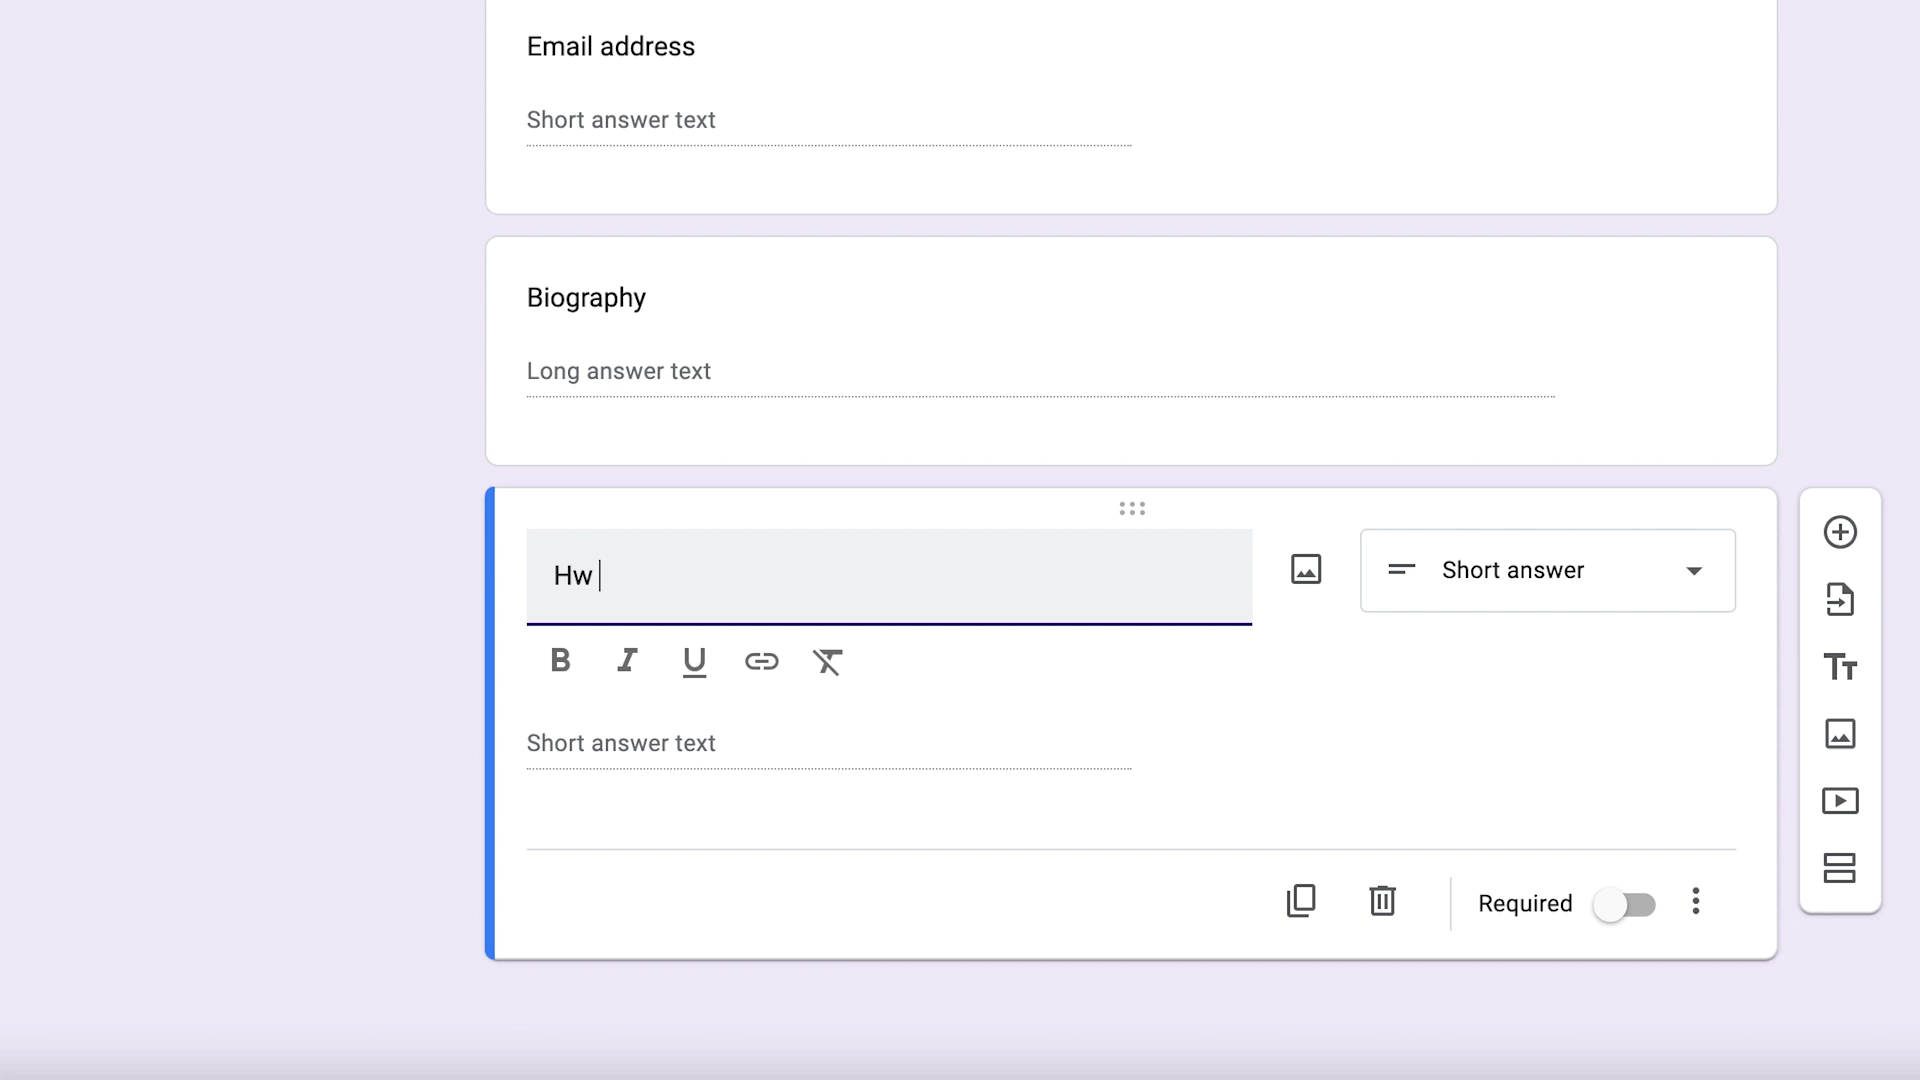 Email address
Short answer text
Biography
Long answer text
Hw
Short answer
B I U
Short answer text
Required